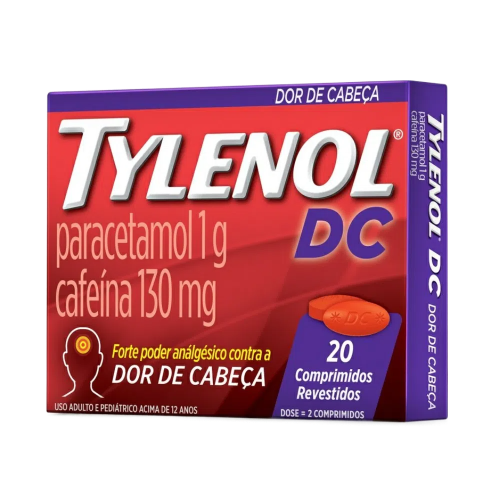 DOR DE CABEÇA
TYLENOL®
DC
paracetamol 1 g
cafeína 130 mg
Forte poder análgésico contra a
DOR DE CABEÇA
USO ADULTO E PEDIÁTRICO ACIMA DE 12 ANOS
DC
20
Comprimidos
Revestidos
DOSE = 2 COMPRIMIDOS
TYLENOL® DC
paracetamol 1 g
cafeína 130 mg
DOR DE CABEÇA